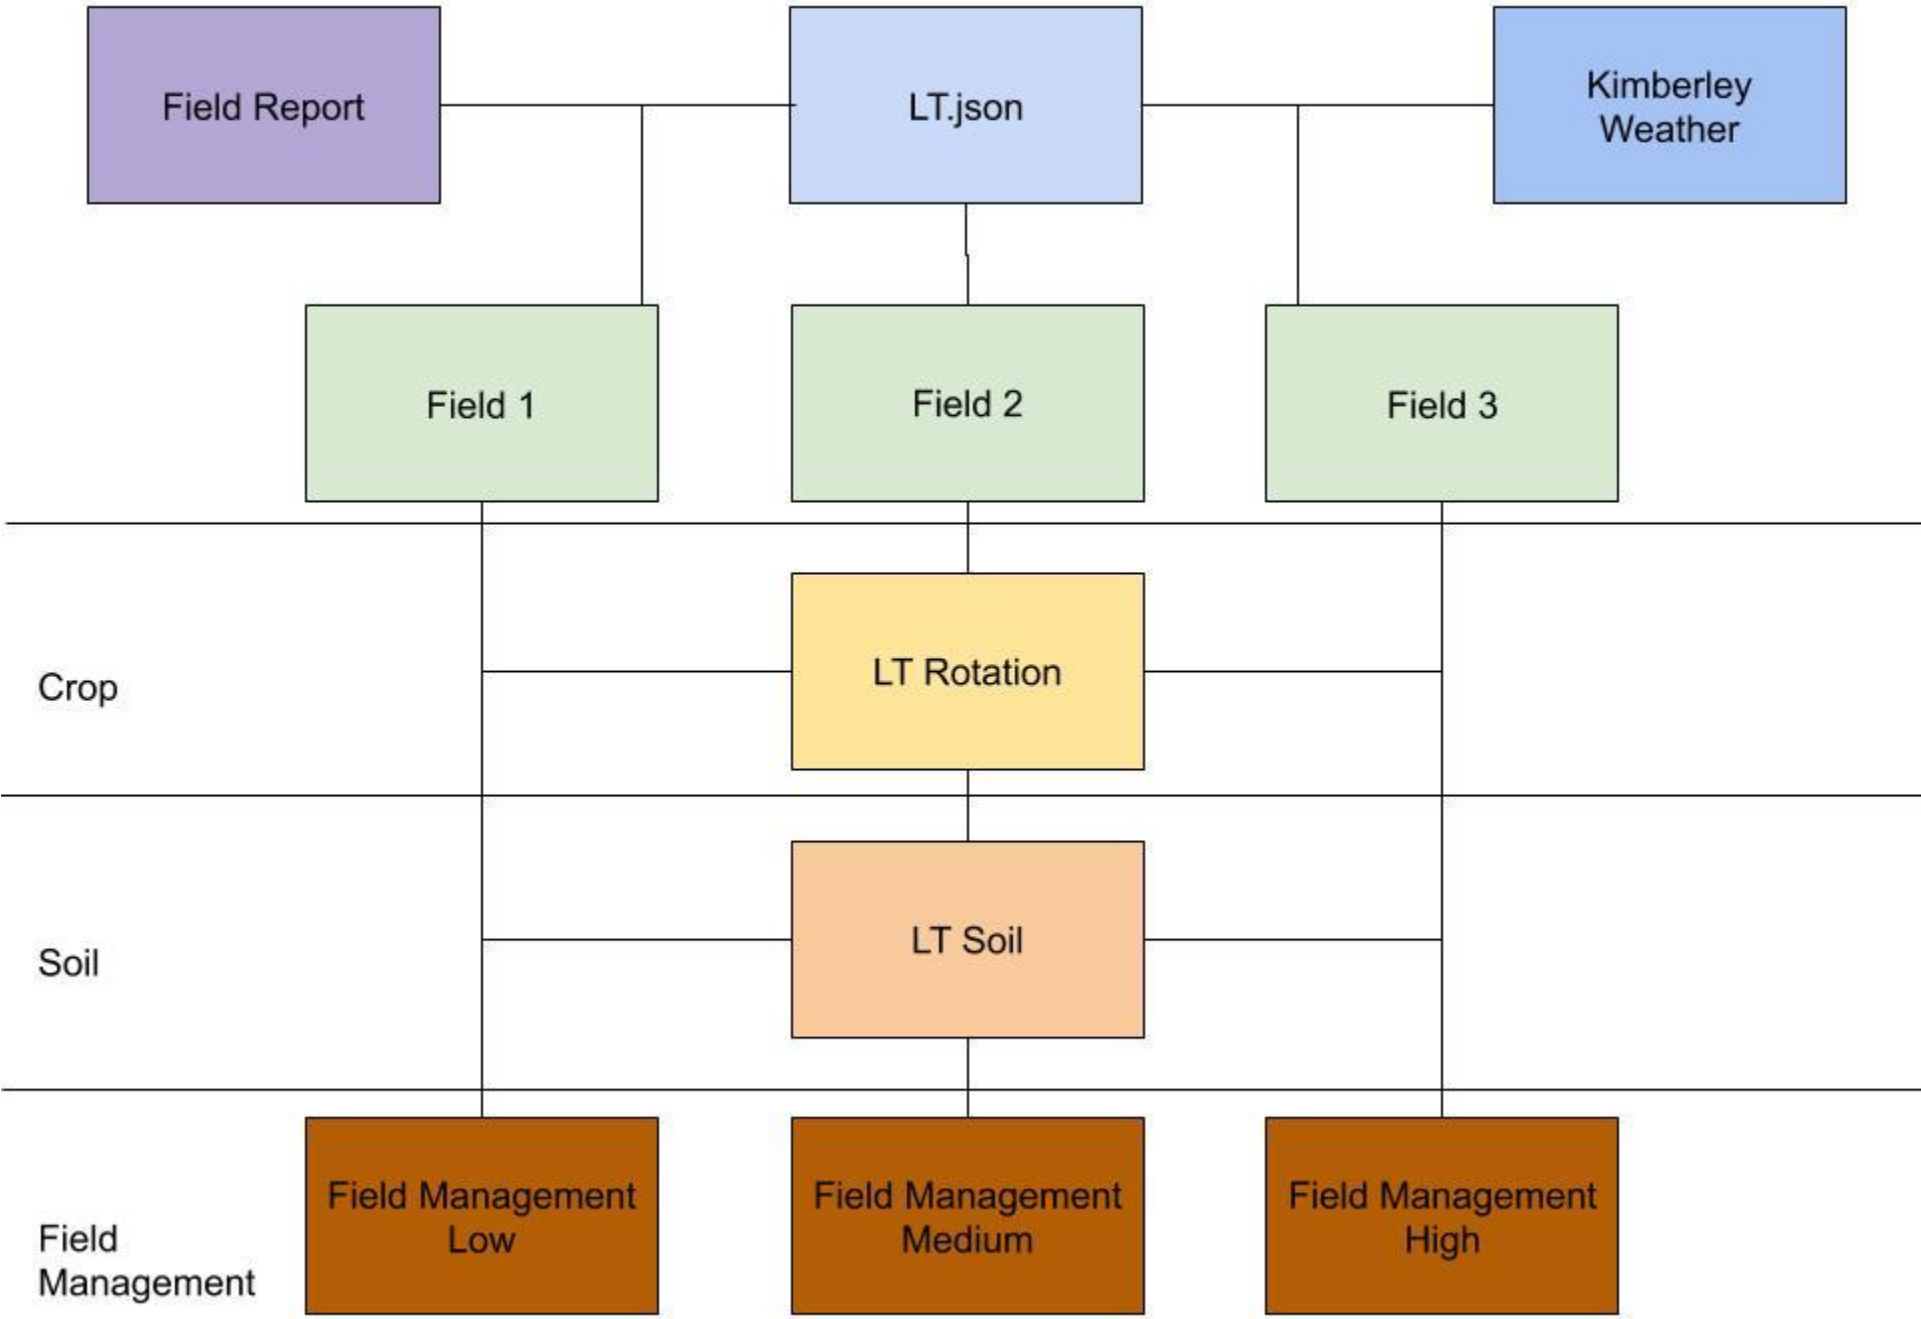 Field Report
LT.json
Kimberley
Weather
Field 1
Field 2
Field 3
Crop
LT Rotation
Soil
LT Soil
Field
Management
Field Management
Low
Field Management
Medium
Field Management
High